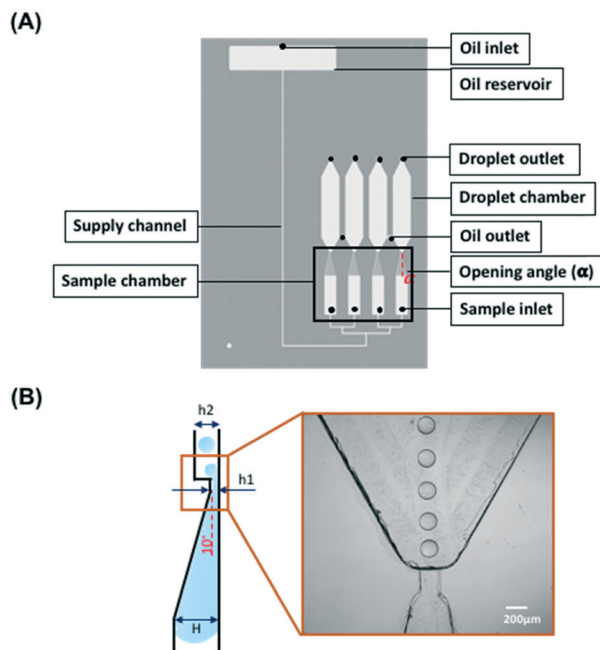 (A)
Oil inlet
Oil reservoir
Droplet outlet
Droplet chamber
Supply channel
Oil outlet
Sample chamber
Opening angle (α)
α
Sample inlet
(B)
h2
h1
10°
H
200μm